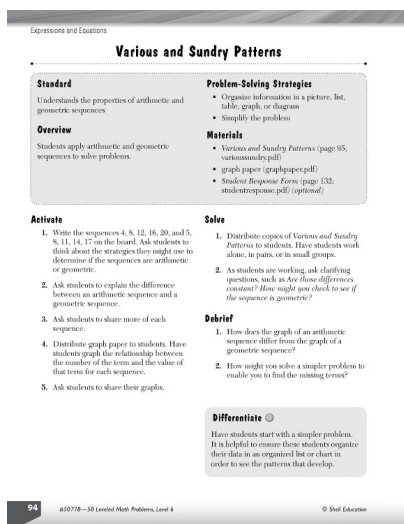 Expressions and Equations
Various and Sundry Patterns
Standard
Understands the properties of arithmetic and
geometric sequences
Overview
Students apply arithmetic and geometric
sequences to solve problems.
Problem-Solving Strategies
• Organize information in a picture, list,
table, graph, or diagram
• Simplify the problem
Materials
• Various and Sundry Patterns (page 95;
varioussundry.pdf)
• graph paper (graphpaper.pdf)
• Student Response Form (page 132;
studentresponse.pdf) (optional)
Activate
1. Write the sequences 4, 8, 12, 16, 20, and 5,
8, 11, 14, 17 on the board. Ask students to
think about the strategies they might use to
determine if the sequences are arithmetic
or geometric.
2. Ask students to explain the difference
between an arithmetic sequence and a
geometric sequence.
3. Ask students to share more of each
sequence.
4. Distribute graph paper to students. Have
students graph the relationship between
the number of the term and the value of
that term for each sequence.
5. Ask students to share their graphs.
Solve
1. Distribute copies of Various and Sundry
Patterns to students. Have students work
alone, in pairs, or in small groups.
2. As students are working, ask clarifying
questions, such as Are those differences
constant? How might you check to see if
the sequence is geometric?
Debrief
1. How does the graph of an arithmetic
sequence differ from the graph of a
geometric sequence?
2. How might you solve a simpler problem to
enable you to find the missing terms?
Differentiate
Have students start with a simpler problem.
It is helpful to ensure these students organize
their data in an organized list or chart in
order to see the patterns that develop.
94
#50778—50 Leveled Math Problems, Level 6
© Shell Education